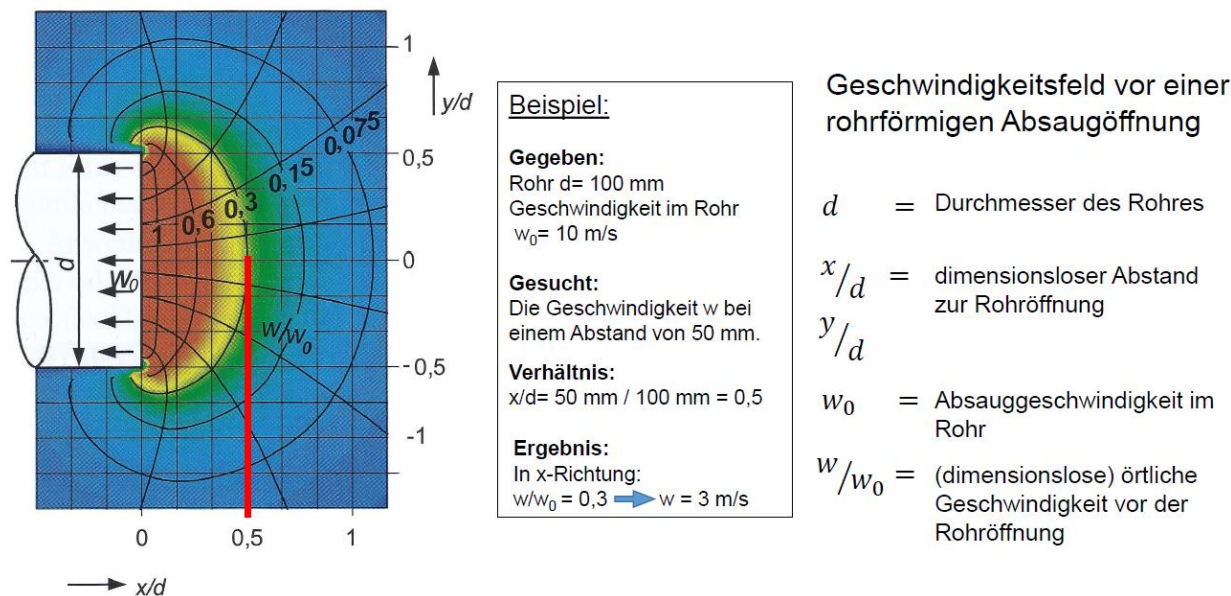 1
y/d
0,5
0
- 0,5
-1
0,075
0,15
0,3
0,6
1
d
w₀
w/w₀
0
0,5
1
x/d
Beispiel:
Gegeben:
Rohr d= 100 mm
Geschwindigkeit im Rohr
w₀= 10 m/s
Gesucht:
Die Geschwindigkeit w bei
einem Abstand von 50 mm.
Verhältnis:
x/d= 50 mm / 100 mm = 0,5
Ergebnis:
In x-Richtung:
w/w₀ = 0,3 w = 3 m/s
Geschwindigkeitsfeld vor einer
rohrförmigen Absaugöffnung
d = Durchmesser des Rohres
x/d = dimensionsloser Abstand
zur Rohröffnung
y/d
w₀ = Absauggeschwindigkeit im
Rohr
w/w₀ = (dimensionslose) örtliche
Geschwindigkeit vor der
Rohröffnung